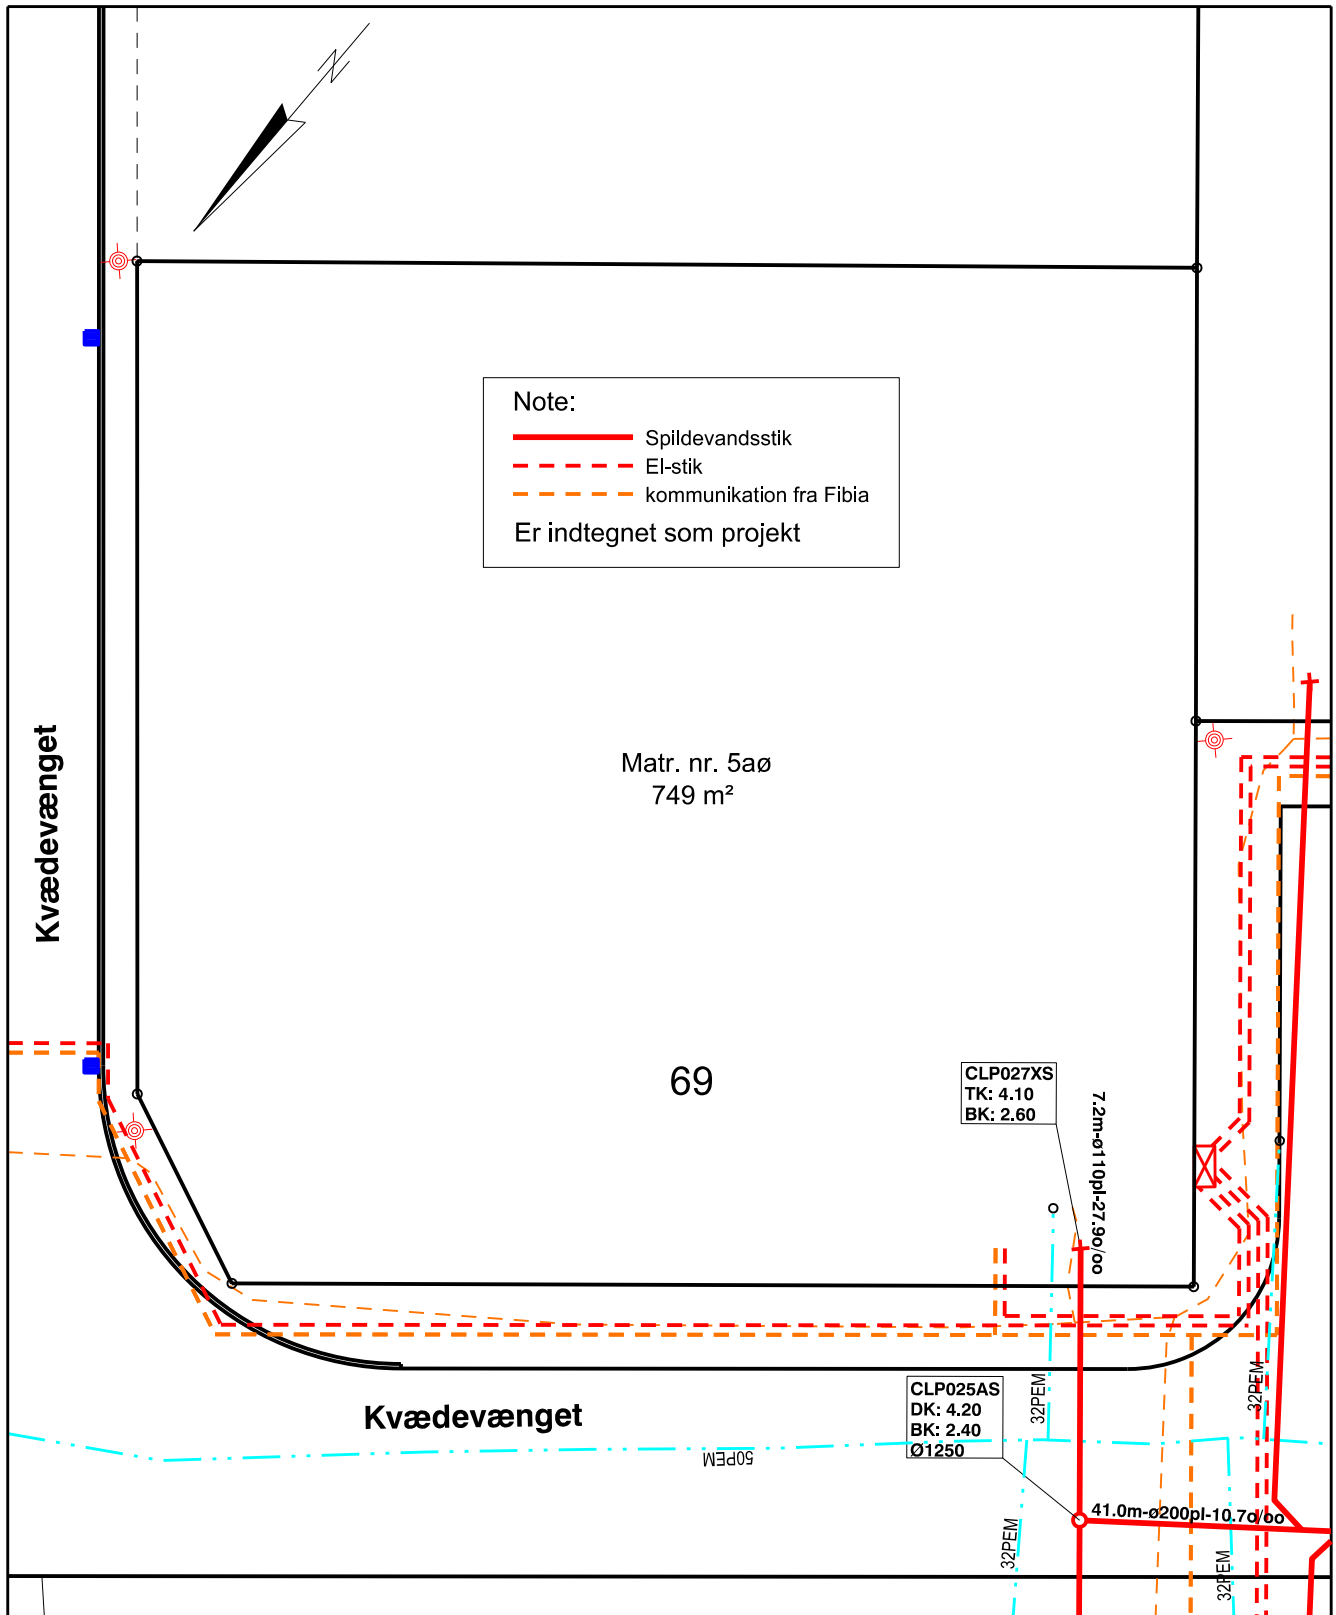 N
Note:
Spildevandsstik
El-stik
kommunikation fra Fibia
Er indtegnet som projekt
Kvædevænget
Matr. nr. 5aø
749 m²
69
CLP027XS
TK: 4.10
BK: 2.60
7.2m-ø110pl-27.9o/oo
32PEM
32PEM
CLP025AS
DK: 4.20
BK: 2.40
Ø1250
Kvædevænget
50PEM
41.0m-ø200pl-10.7o/oo
32PEM
32PEM